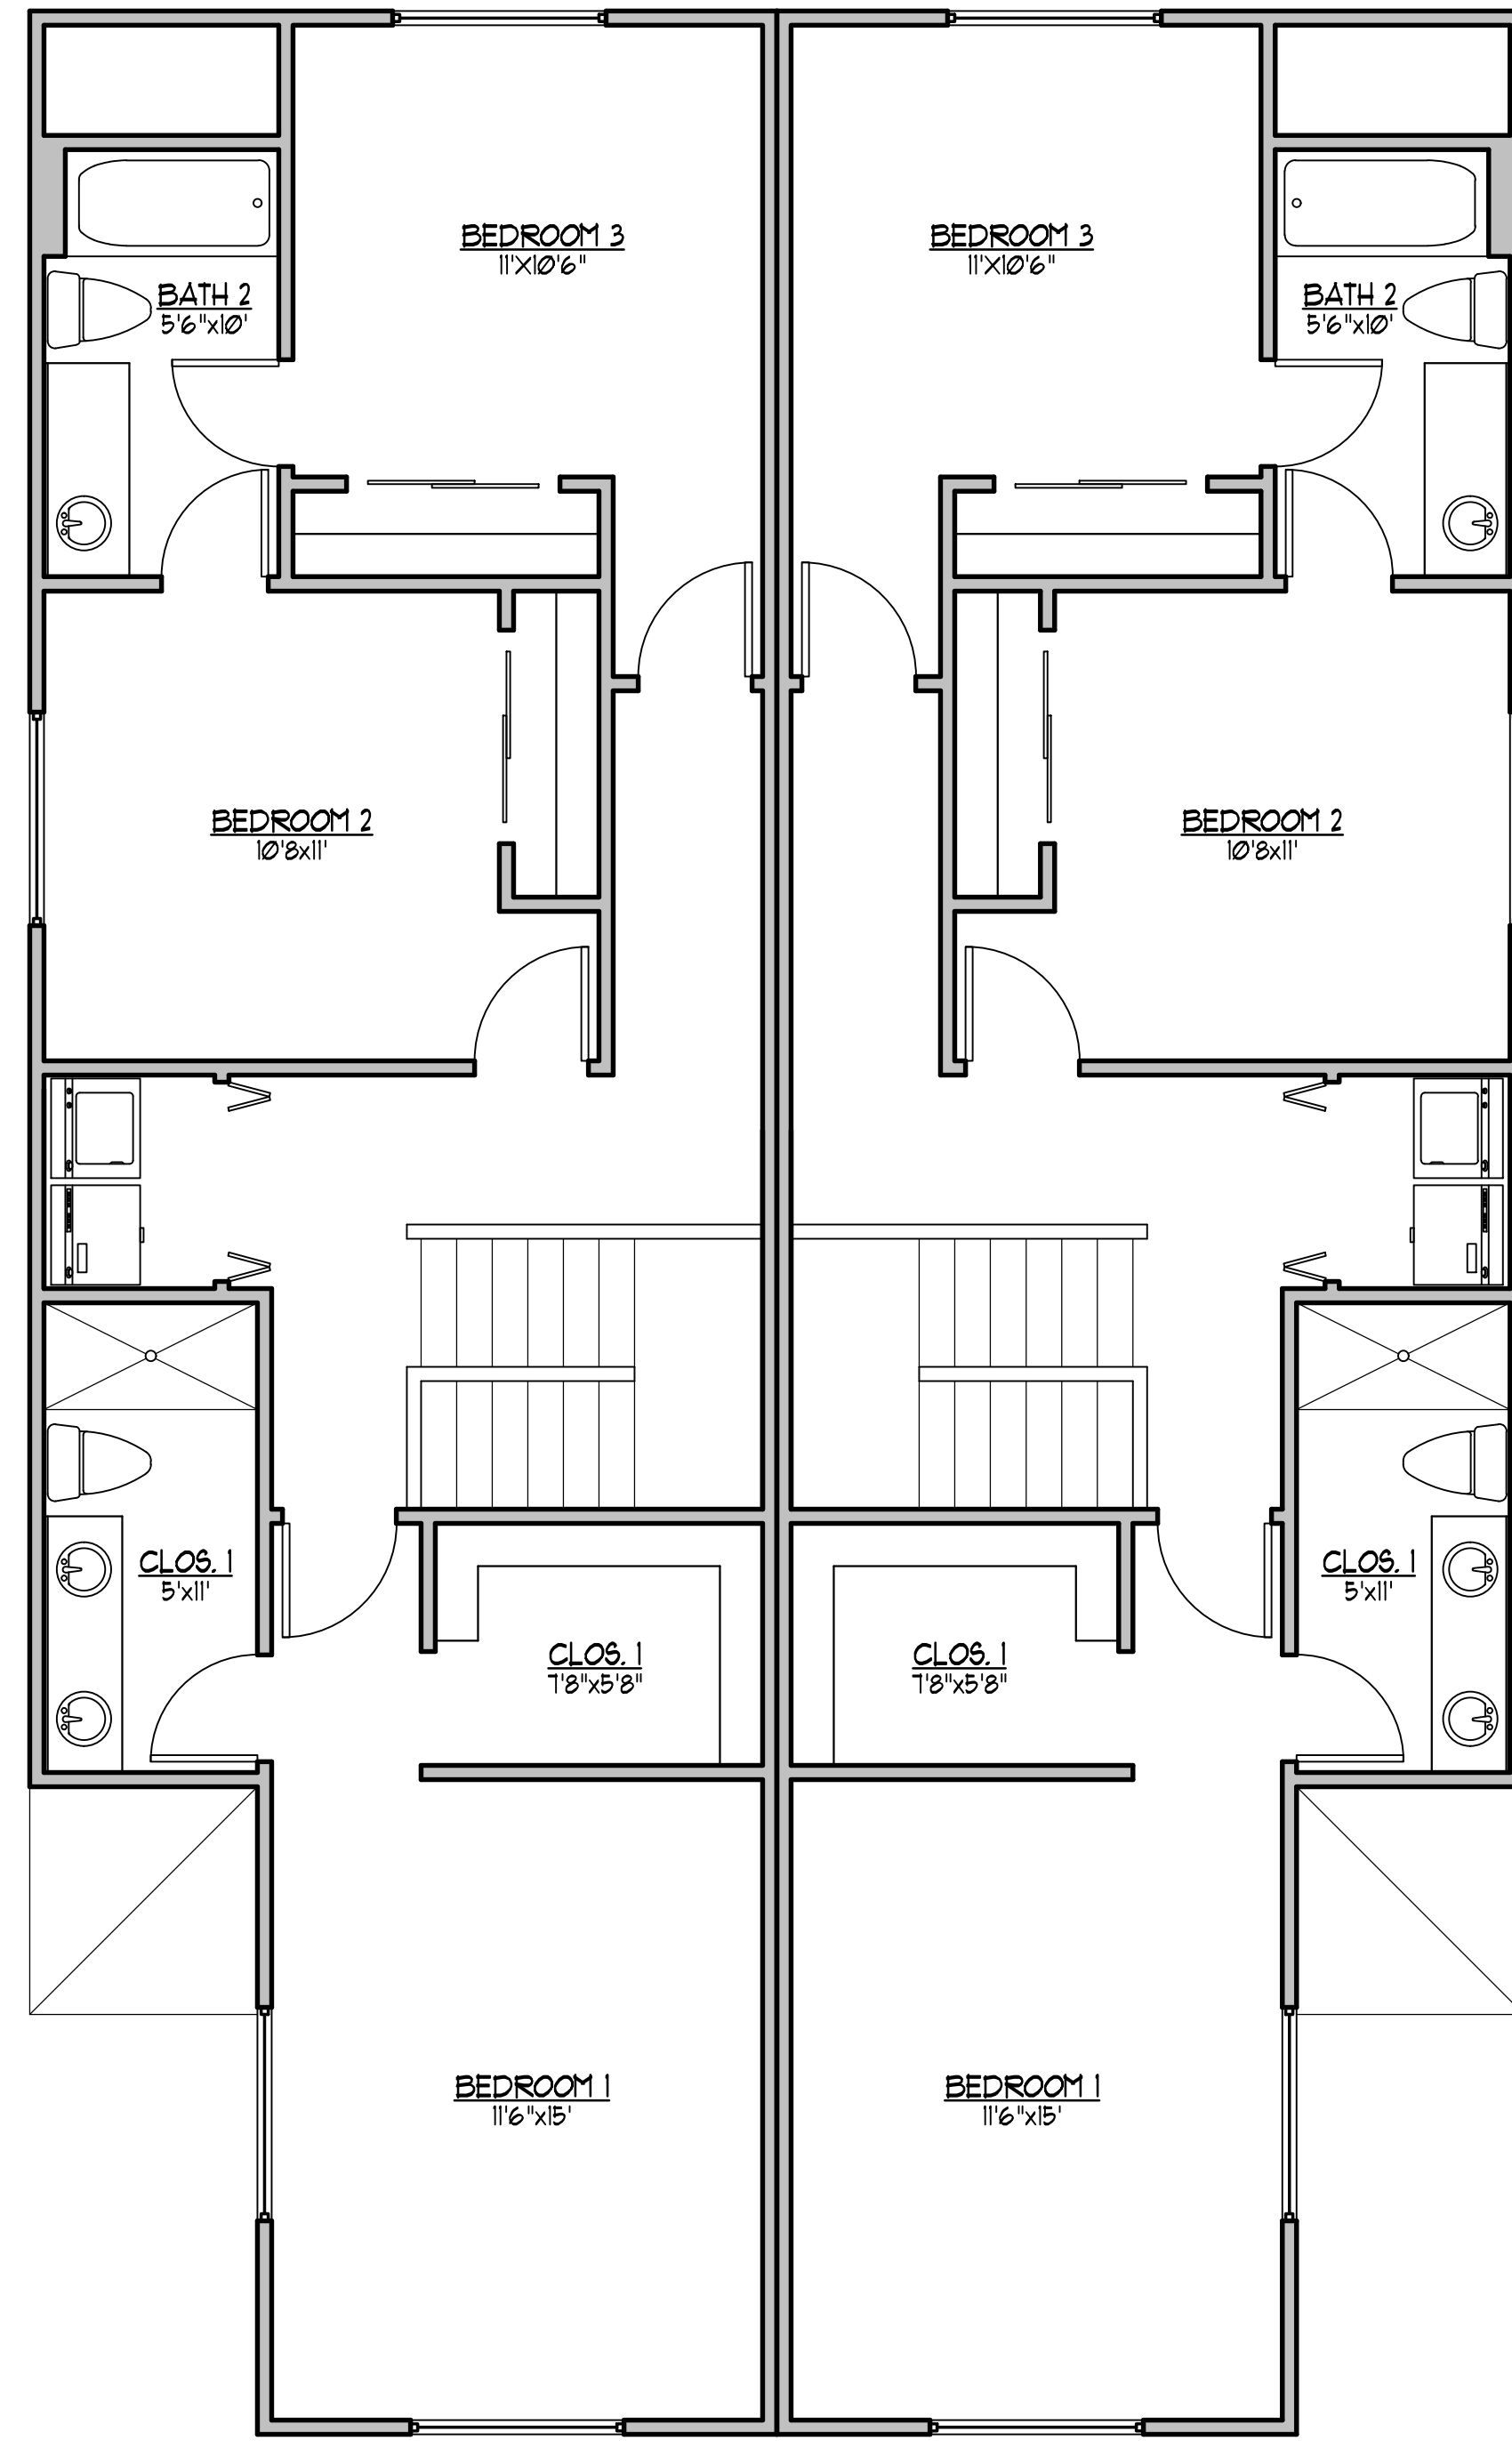 BEDROOM 3
11'X10'6"
BEDROOM 3
11'X10'6"
BATH 2
5'6"x10'
BATH 2
5'6"x10'
BEDROOM 2
10'8x11'
BEDROOM 2
10'8x11'
CLOS. 1
5'x11'
CLOS. 1
5'x11'
CLOS. 1
7'8"x5'8"
CLOS. 1
7'8"x5'8"
BEDROOM 1
11'6"x15'
BEDROOM 1
11'6"x15'